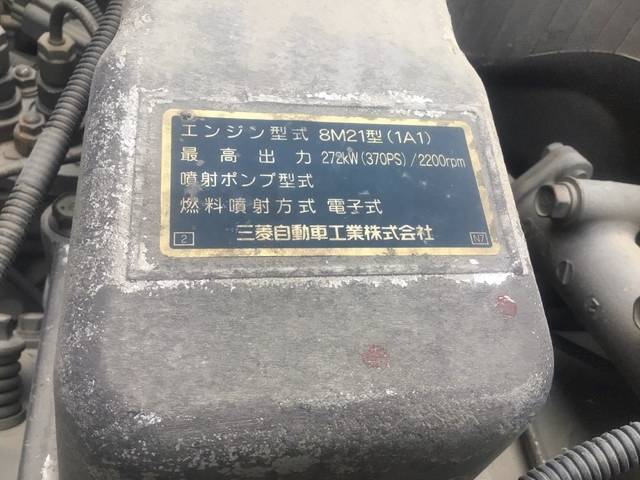 エンジン型式 8M21型(1A1)
最高出力 272kW(370PS)/2200rpm
噴射ポンプ型式
燃料噴射方式 電子式
2 三菱自動車工業株式会社 N7